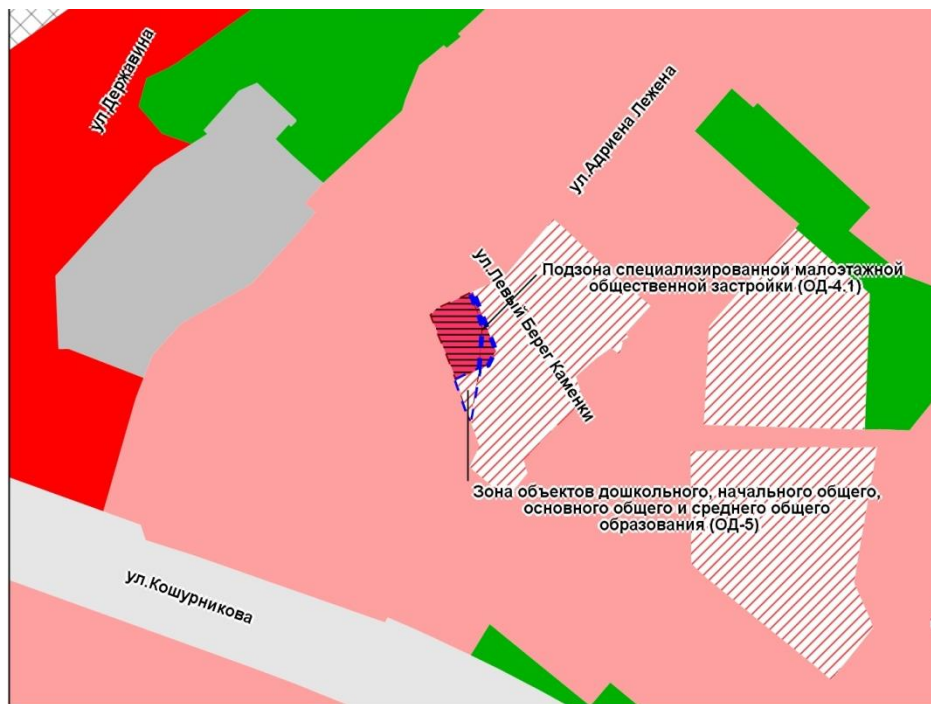 ул.Державина
ул.Адриена Лежена
ул.Левый Берег Каменки
Подзона специализированной малоэтажной
общественной застройки (ОД-4.1)
Зона объектов дошкольного, начального общего,
основного общего и среднего общего
образования (ОД-5)
ул.Кошурникова